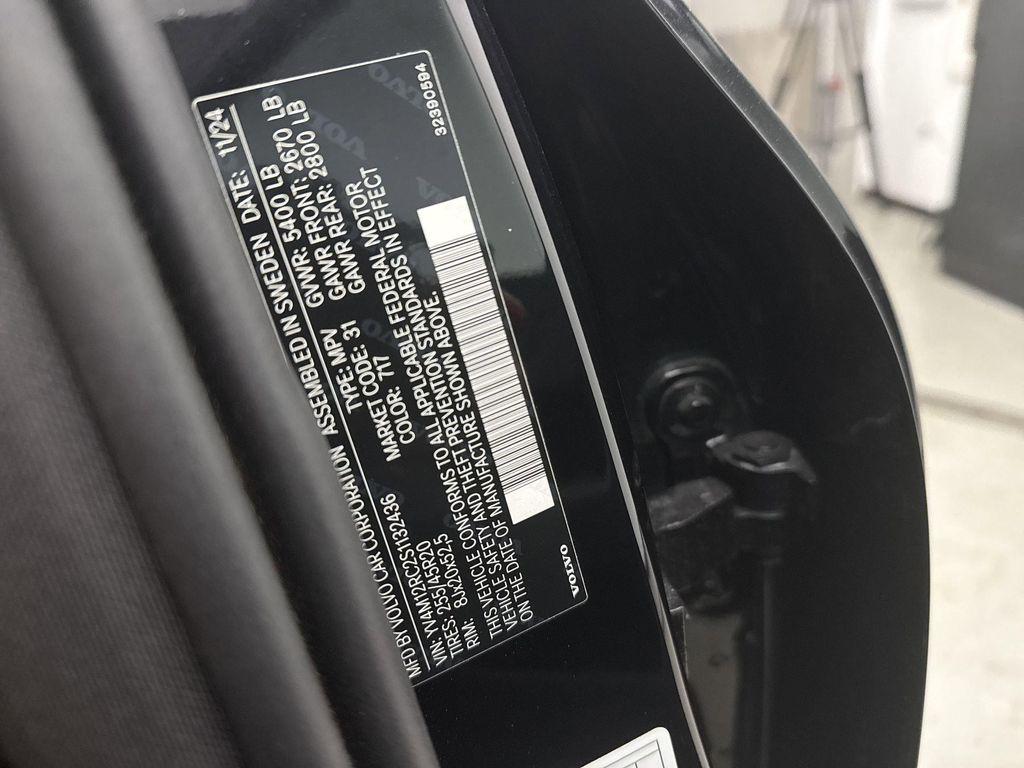 MFD BY VOLVO CAR CORPORATION ASSEMBLED IN SWEDEN DATE: 11/24
VIN: YV4M12RC2S1132436 TYPE: MPV GVWR: 5400 LB
TIRES: 255/45R20 MARKET CODE: 31 GAWR FRONT: 2670 LB
RIM: 8Jx20x52.5 COLOR: 717 GAWR REAR: 2800 LB
THIS VEHICLE CONFORMS TO ALL APPLICABLE FEDERAL MOTOR
VEHICLE SAFETY AND THEFT PREVENTION STANDARDS IN EFFECT
ON THE DATE OF MANUFACTURE SHOWN ABOVE.
VOLVO 32390594